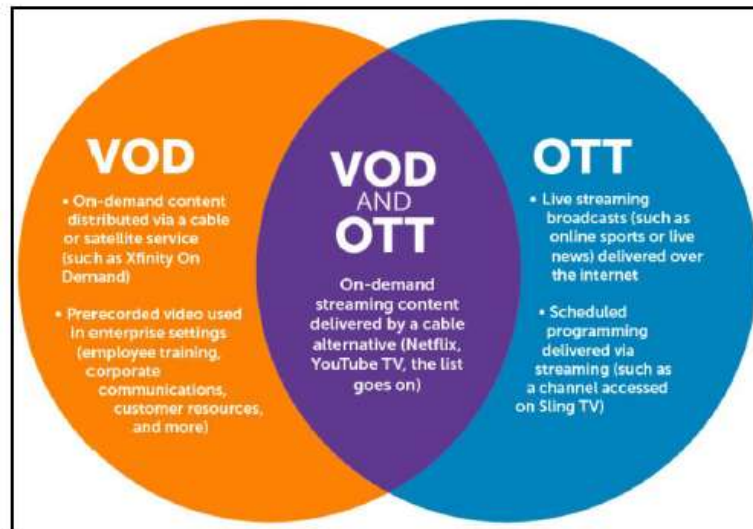 VOD
• On-demand content
distributed via a cable
or satellite service
(such as Xfinity On
Demand)
• Prerecorded video used
in enterprise settings
(employee training,
corporate
communications,
customer resources,
and more)
VOD
AND
OTT
On-demand
streaming content
delivered by a cable
alternative (Netflix,
YouTube TV, the list
goes on)
OTT
• Live streaming
broadcasts (such as
online sports or live
news) delivered over
the internet
• Scheduled
programming
delivered via
streaming (such as
a channel accessed
on Sling TV)